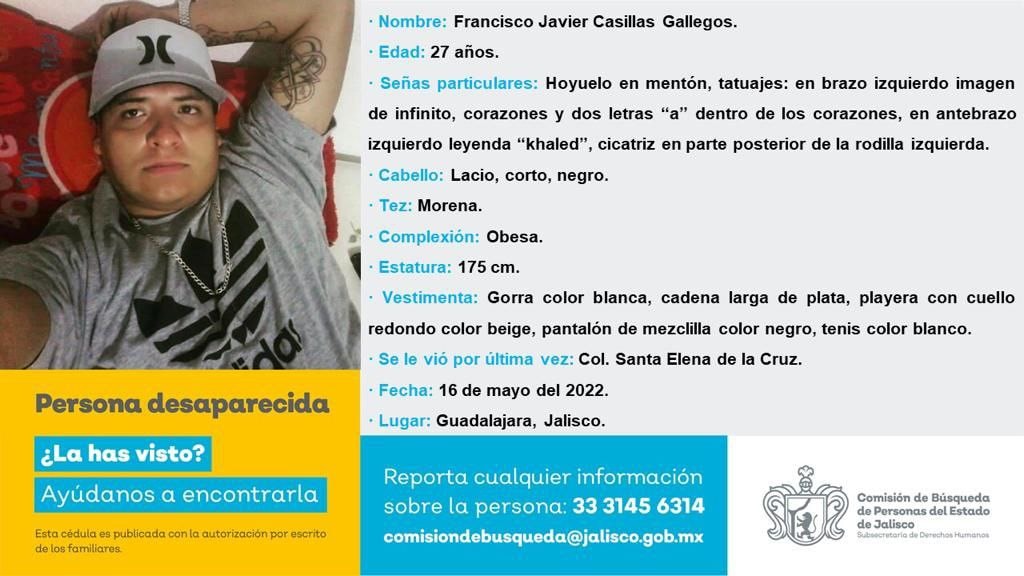 · Nombre: Francisco Javier Casillas Gallegos.
· Edad: 27 años.
· Señas particulares: Hoyuelo en mentón, tatuajes: en brazo izquierdo imagen
de infinito, corazones y dos letras “a” dentro de los corazones, en antebrazo
izquierdo leyenda “khaled”, cicatriz en parte posterior de la rodilla izquierda.
· Cabello: Lacio, corto, negro.
· Tez: Morena.
· Complexión: Obesa.
· Estatura: 175 cm.
· Vestimenta: Gorra color blanca, cadena larga de plata, playera con cuello
redondo color beige, pantalón de mezclilla color negro, tenis color blanco.
· Se le vió por última vez: Col. Santa Elena de la Cruz.
· Fecha: 16 de mayo del 2022.
· Lugar: Guadalajara, Jalisco.
adidas
Persona desaparecida
¿La has visto?
Ayúdanos a encontrarla
Esta cédula es publicada con la autorización por escrito
de los familiares.
Reporta cualquier información
sobre la persona: 33 3145 6314
comisiondebusqueda@jalisco.gob.mx
Comisión de Búsqueda
de Personas del Estado
de Jalisco
Subsecretaría de Derechos Humanos